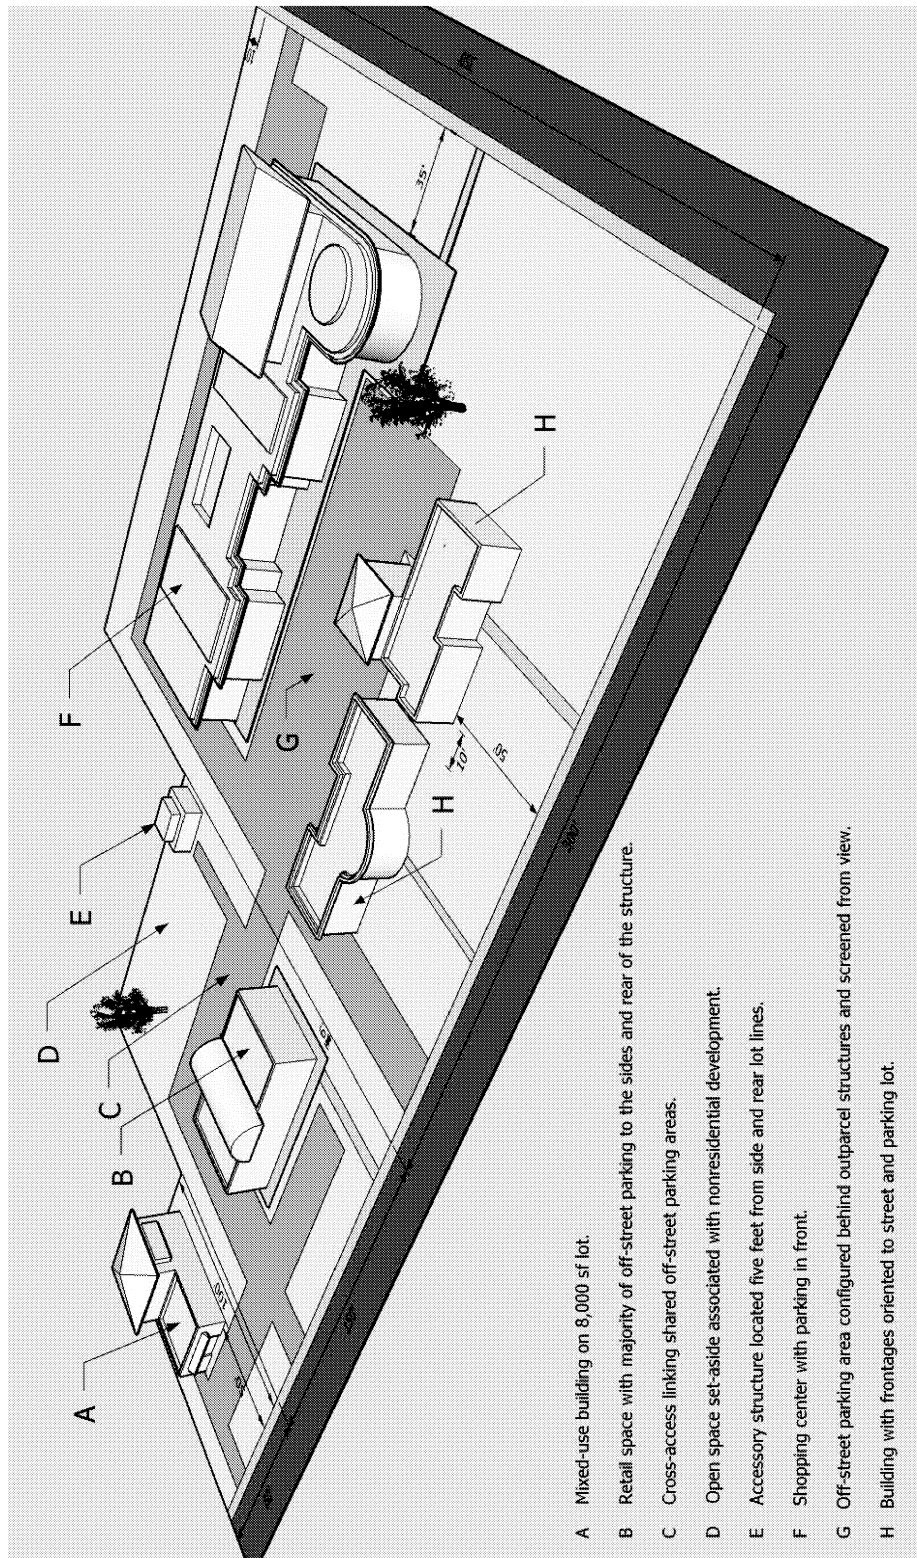 A
B
C
D
E
F
G
H
H
35'
10'
50'
300'
150'
A Mixed-use building on 8,000 sf lot.
B Retail space with majority of off-street parking to the sides and rear of the structure.
C Cross-access linking shared off-street parking areas.
D Open space set-aside associated with nonresidential development.
E Accessory structure located five feet from side and rear lot lines.
F Shopping center with parking in front.
G Off-street parking area configured behind outparcel structures and screened from view.
H Building with frontages oriented to street and parking lot.